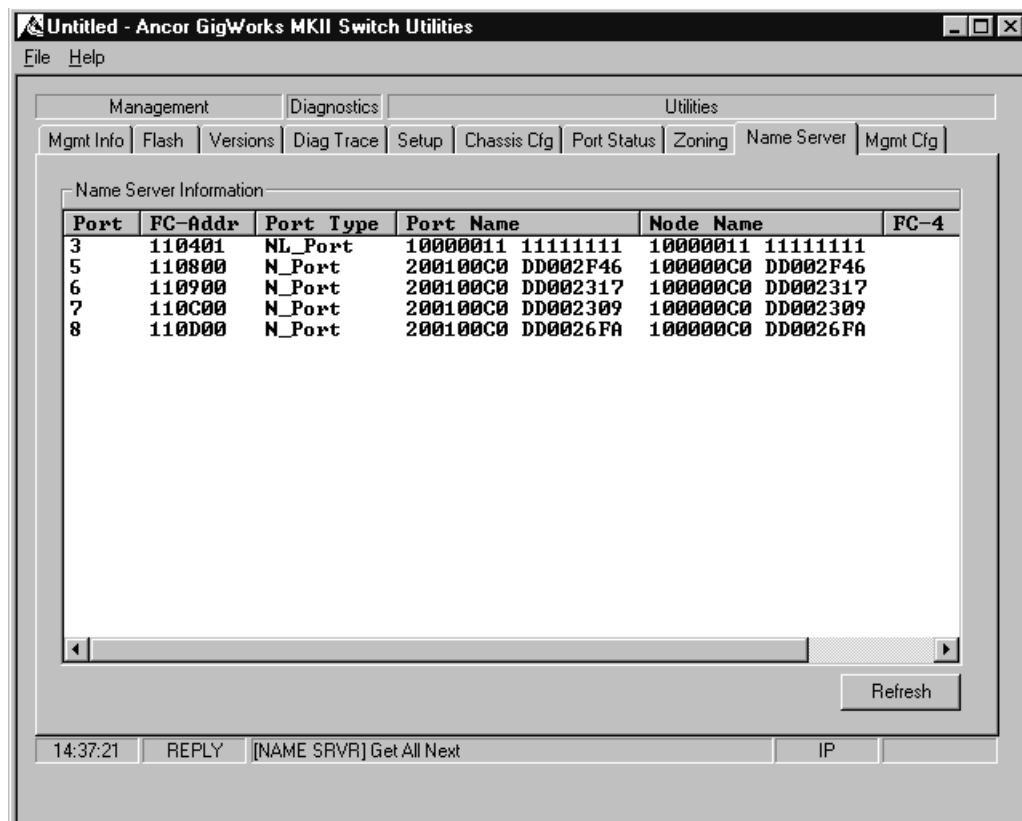 Untitled - Ancor GigWorks MKII Switch Utilities
File Help
Management Diagnostics Utilities
Mgmt Info Flash Versions Diag Trace Setup Chassis Cfg Port Status Zoning Name Server Mgmt Cfg
Name Server Information
Port FC-Addr Port Type Port Name Node Name FC-4
3 110401 NL_Port 10000011 11111111 10000011 11111111
5 110800 N_Port 200100C0 DD002F46 100000C0 DD002F46
6 110900 N_Port 200100C0 DD002317 100000C0 DD002317
7 110C00 N_Port 200100C0 DD002309 100000C0 DD002309
8 110D00 N_Port 200100C0 DD0026FA 100000C0 DD0026FA
Refresh
14:37:21 REPLY [NAME SRVR] Get All Next IP